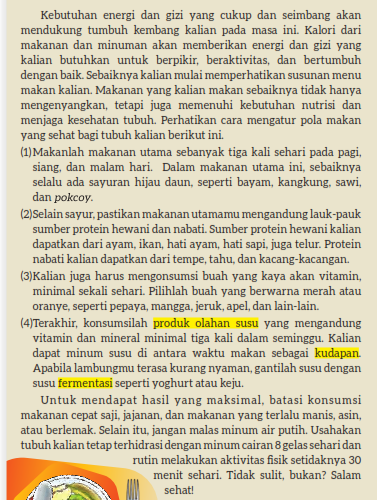 Kebutuhan energi dan gizi yang cukup dan seimbang akan
mendukung tumbuh kembang kalian pada masa ini. Kalori dari
makanan dan minuman akan memberikan energi dan gizi yang
kalian butuhkan untuk berpikir, beraktivitas, dan bertumbuh
dengan baik. Sebaiknya kalian mulai memperhatikan susunan menu
makan kalian. Makanan yang kalian makan sebaiknya tidak hanya
mengenyangkan, tetapi juga memenuhi kebutuhan nutrisi dan
menjaga kesehatan tubuh. Perhatikan cara mengatur pola makan
yang sehat bagi tubuh kalian berikut ini.
(1)Makanlah makanan utama sebanyak tiga kali sehari pada pagi,
siang, dan malam hari. Dalam makanan utama ini, sebaiknya
selalu ada sayuran hijau daun, seperti bayam, kangkung, sawi,
dan pokcoy.
(2)Selain sayur, pastikan makanan utamamu mengandung lauk-pauk
sumber protein hewani dan nabati. Sumber protein hewani kalian
dapatkan dari ayam, ikan, hati ayam, hati sapi, juga telur. Protein
nabati kalian dapatkan dari tempe, tahu, dan kacang-kacangan.
(3)Kalian juga harus mengonsumsi buah yang kaya akan vitamin,
minimal sekali sehari. Pilihlah buah yang berwarna merah atau
oranye, seperti pepaya, mangga, jeruk, apel, dan lain-lain.
(4)Terakhir, konsumsilah produk olahan susu yang mengandung
vitamin dan mineral minimal tiga kali dalam seminggu. Kalian
dapat minum susu di antara waktu makan sebagai kudapan.
Apabila lambungmu terasa kurang nyaman, gantilah susu dengan
susu fermentasi seperti yoghurt atau keju.
Untuk mendapat hasil yang maksimal, batasi konsumsi
makanan cepat saji, jajanan, dan makanan yang terlalu manis, asin,
atau berlemak. Selain itu, jangan malas minum air putih. Usahakan
tubuh kalian tetap terhidrasi dengan minum cairan 8 gelas sehari dan
rutin melakukan aktivitas fisik setidaknya 30
menit sehari. Tidak sulit, bukan? Salam
sehat!